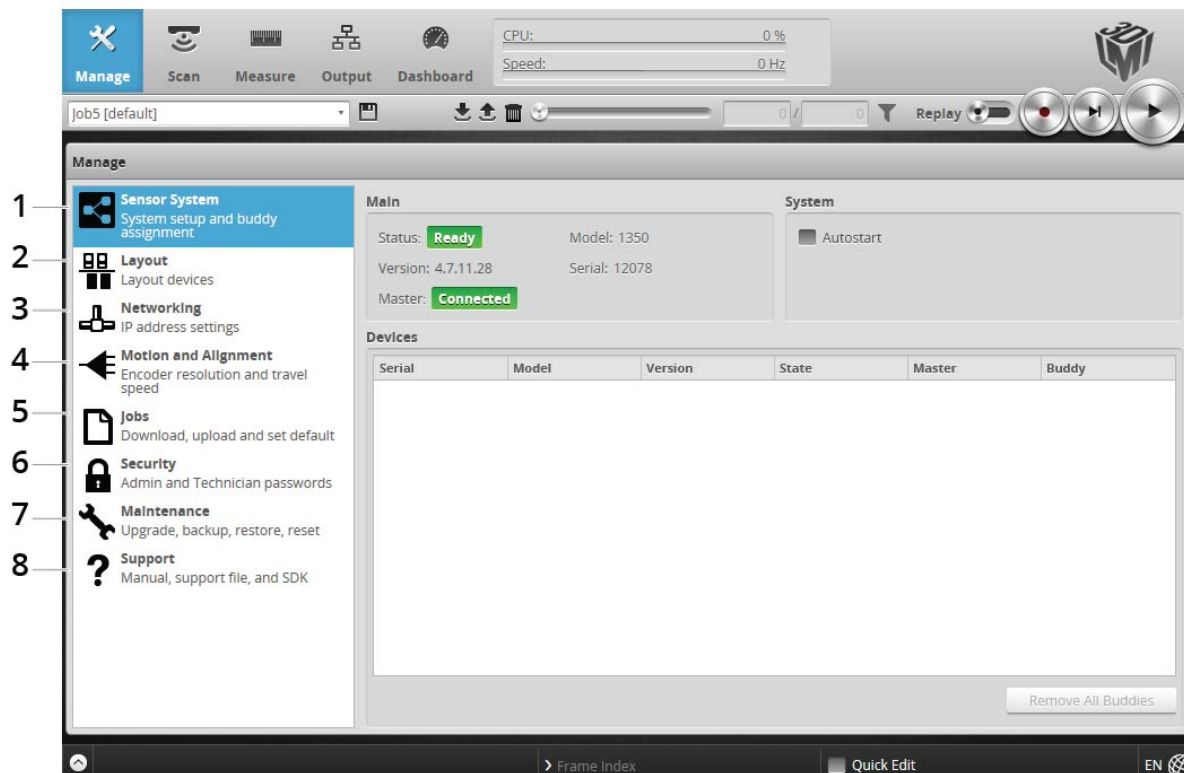 Manage
Scan
Measure
Output
Dashboard
CPU: 0 %
Speed: 0 Hz
Job5 [default]
0 / 0
Replay
Manage
1
Sensor System
System setup and buddy
assignment
2
Layout
Layout devices
3
Networking
IP address settings
4
Motion and Alignment
Encoder resolution and travel
speed
5
Jobs
Download, upload and set default
6
Security
Admin and Technician passwords
7
Maintenance
Upgrade, backup, restore, reset
8
Support
Manual, support file, and SDK
Main
Status: Ready Model: 1350
Version: 4.7.11.28 Serial: 12078
Master: Connected
System
Autostart
Devices
Serial Model Version State Master Buddy
Remove All Buddies
Frame Index
Quick Edit
EN